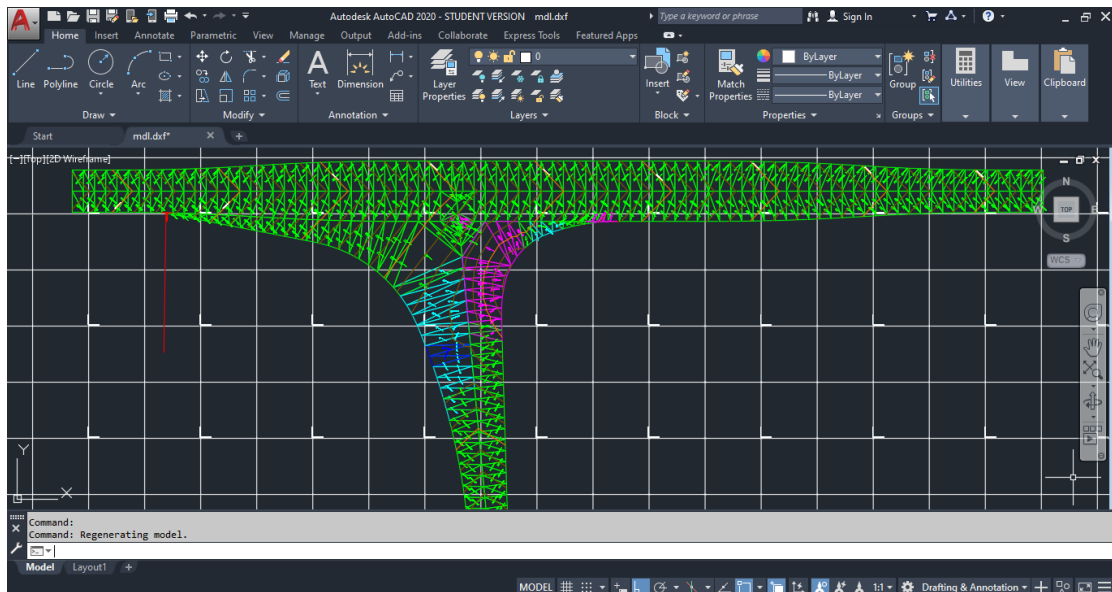 Autodesk AutoCAD 2020 - STUDENT VERSION mdl.dxf
Type a keyword or phrase
Sign In
Home Insert Annotate Parametric View Manage Output Add-ins Collaborate Express Tools Featured Apps
0
ByLayer
ByLayer
ByLayer
Line Polyline Circle Arc
Text Dimension
Layer Properties
Insert
Match Properties
Group
Utilities View Clipboard
Draw Modify Annotation Layers Block Properties Groups
Start mdl.dxf*
[-][Top][2D Wireframe]
N
W TOP E
S
WCS
Y
X
Command:
Command: Regenerating model.
Model Layout1 +
MODEL 1:1 Drafting & Annotation